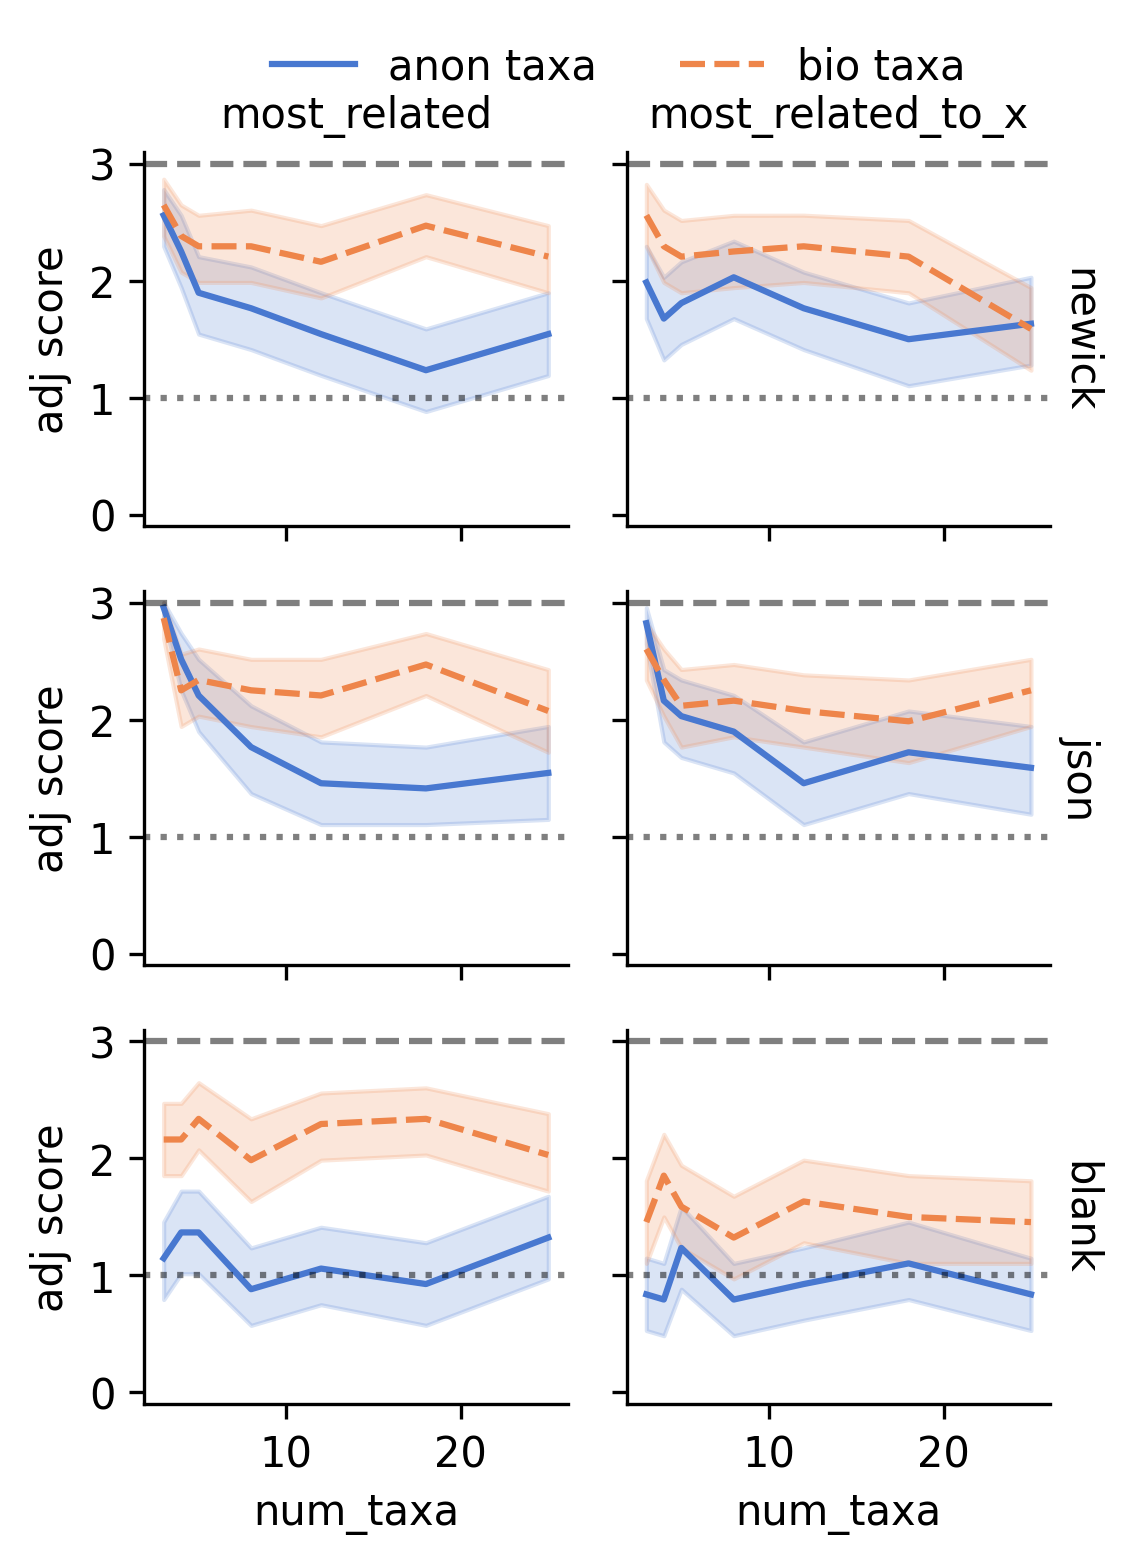 anon taxa bio taxa
most_related most_related_to_x
3
2
1
0
adj score
newick
3
2
1
0
adj score
json
3
2
1
0
adj score
blank
10 20 10 20
num_taxa num_taxa